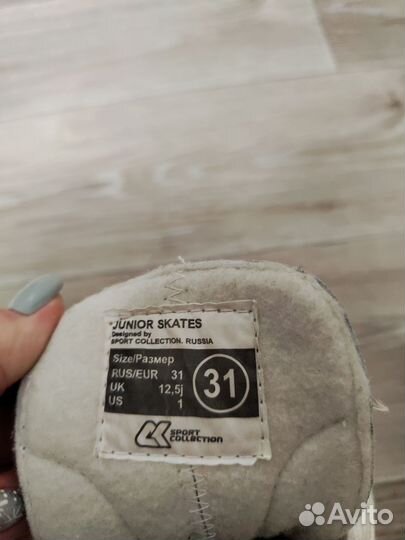 JUNIOR SKATES
Designed by
SPORT COLLECTION. RUSSIA
Size/Размер
RUS/EUR 31
UK 12,5j
US 1
31
SPORT
COLLECTION
Avito